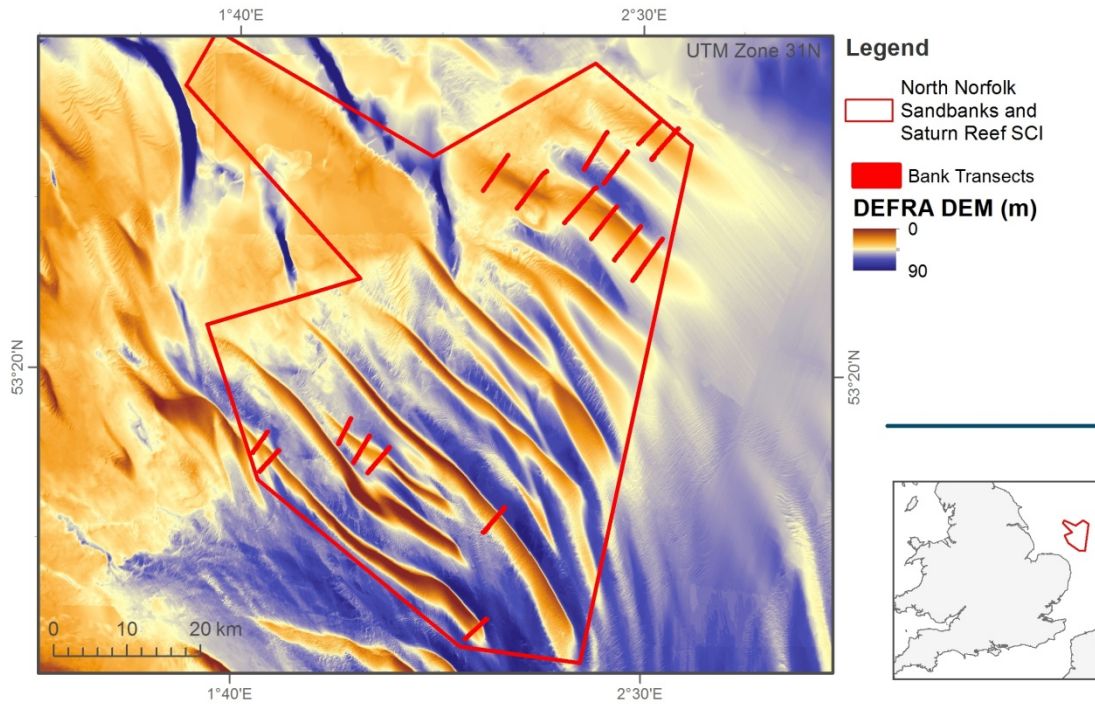 1°40'E
2°30'E
UTM Zone 31N
Legend
North Norfolk
Sandbanks and
Saturn Reef SCI
Bank Transects
DEFRA DEM (m)
0
90
53°20'N
53°20'N
0 10 20 km
1°40'E
2°30'E